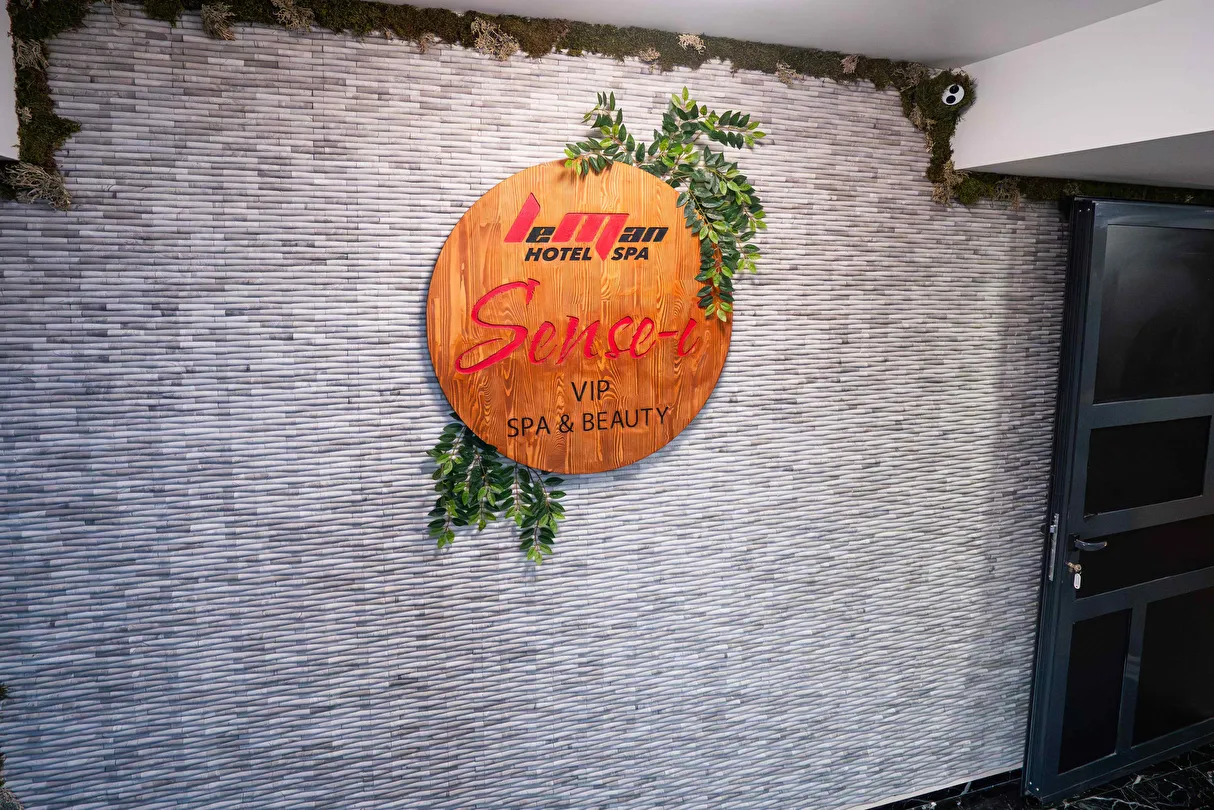 LeMan
HOTEL SPA
Sense-i
VIP
SPA & BEAUTY